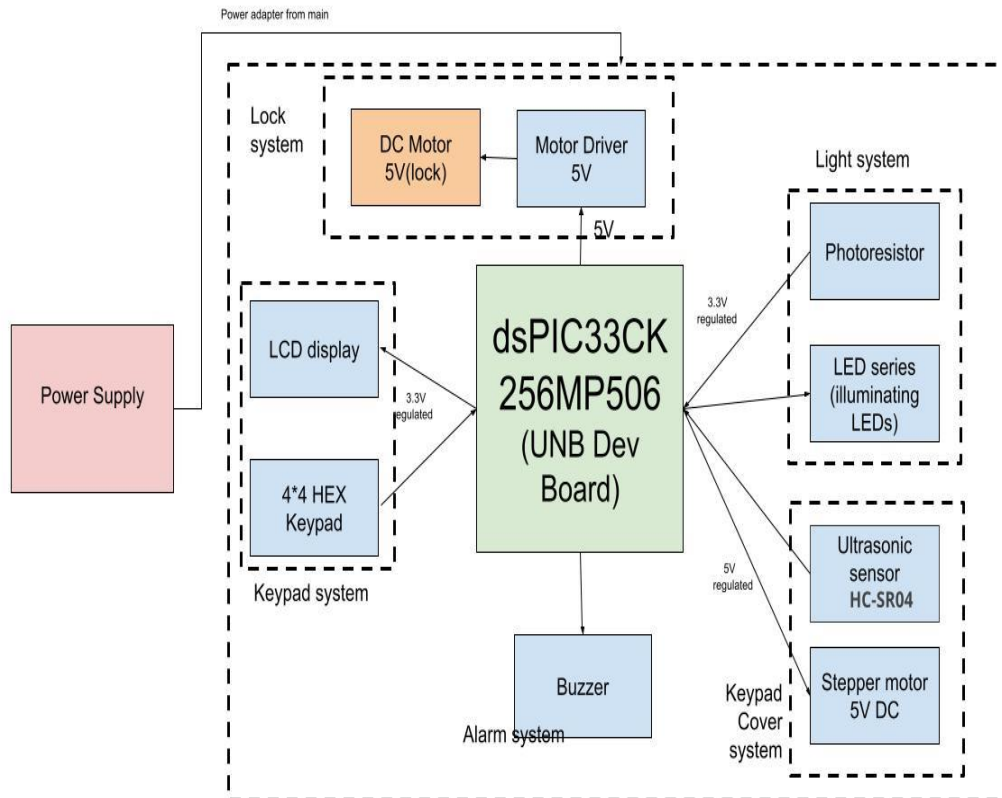 Power adapter from main
Lock
system
DC Motor
5V(lock)
Motor Driver
5V
5V
Light system
Photoresistor
3.3V
regulated
LED series
(illuminating
LEDs)
LCD display
3.3V
egulated
4*4 HEX
Keypad
Keypad system
dsPIC33CK
256MP506
(UNB Dev
Board)
Power Supply
5V
regulated
Ultrasonic
sensor
HC-SR04
Stepper motor
5V DC
Keypad
Cover
system
Buzzer
Alarm system